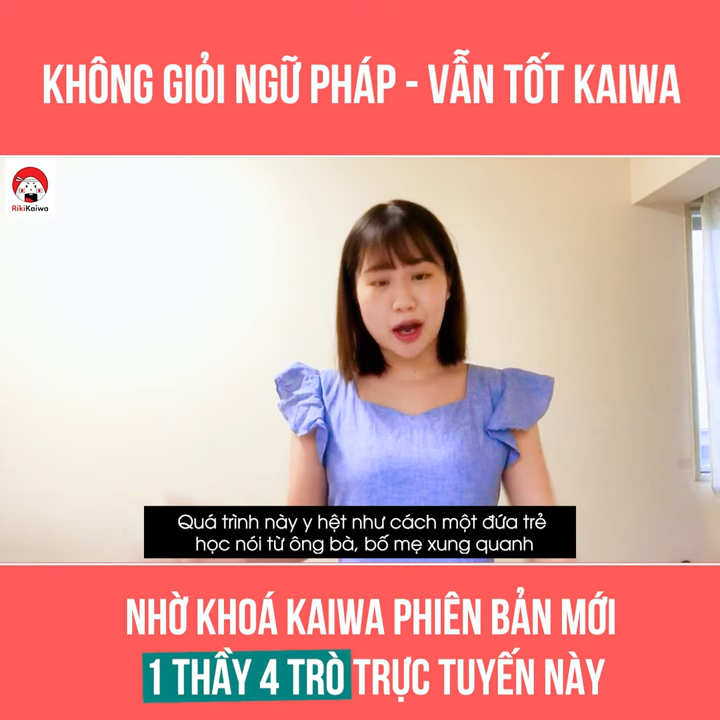 KHÔNG GIỎI NGỮ PHÁP - VẪN TỐT KAIWA
RikiKaiwa
Quá trình này y hệt như cách một đứa trẻ
học nói từ ông bà, bố mẹ xung quanh
NHỜ KHOÁ KAIWA PHIÊN BẢN MỚI
1 THẦY 4 TRÒ TRỰC TUYẾN NÀY